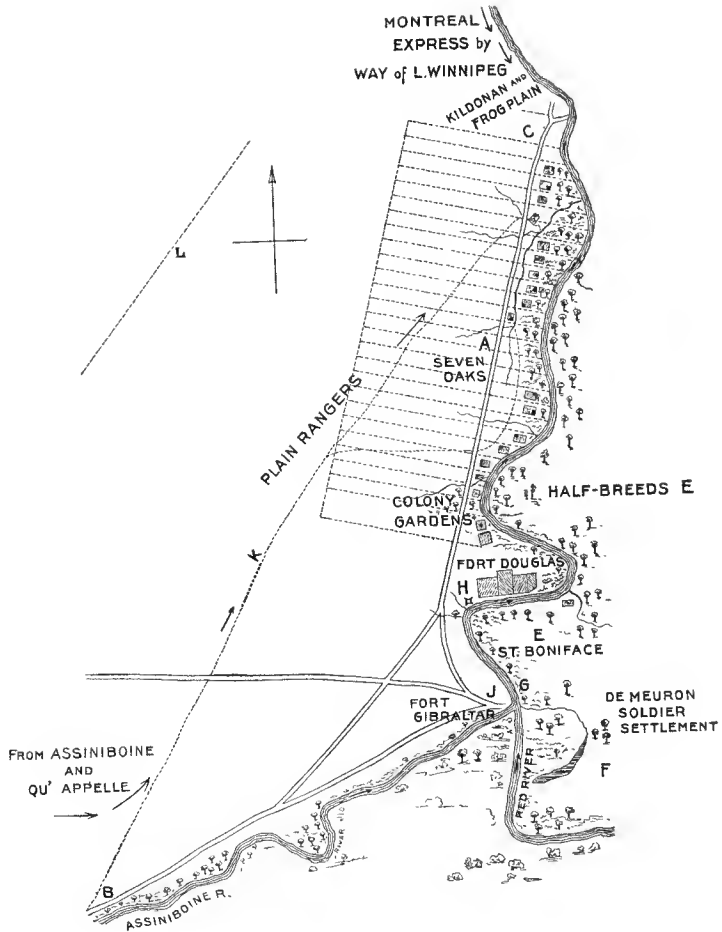 MONTREAL
EXPRESS by
WAY of L. WINNIPEG
KILDONAN AND
FROG PLAIN
C
L
A
SEVEN
OAKS
PLAIN RANGERS
HALF-BREEDS E
COLONY
GARDENS
K
FORT DOUGLAS
H
E
ST. BONIFACE
J
G
FORT
GIBRALTAR
DE MEURON
SOLDIER
SETTLEMENT
F
RED RIVER
FROM ASSINIBOINE
AND
QU' APPELLE
B
ASSINIBOINE R.